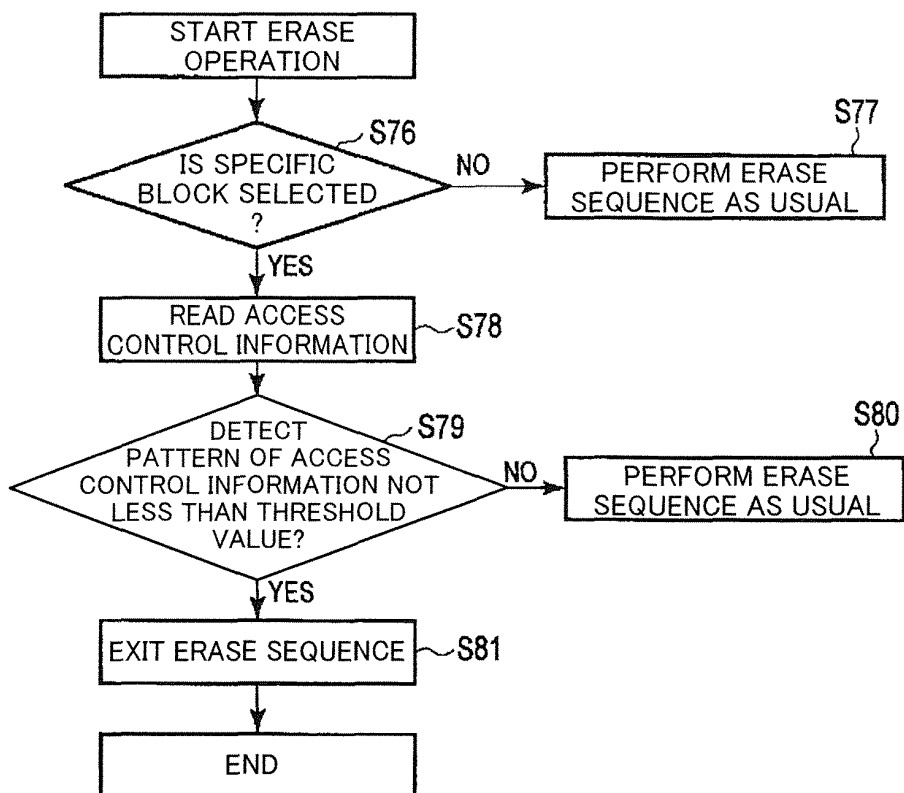 START ERASE
OPERATION
S76
IS SPECIFIC
BLOCK SELECTED
?
NO
S77
PERFORM ERASE
SEQUENCE AS USUAL
YES
READ ACCESS
CONTROL INFORMATION
S78
S79
DETECT
PATTERN OF ACCESS
CONTROL INFORMATION NOT
LESS THAN THRESHOLD
VALUE?
NO
S80
PERFORM ERASE
SEQUENCE AS USUAL
YES
EXIT ERASE SEQUENCE
S81
END